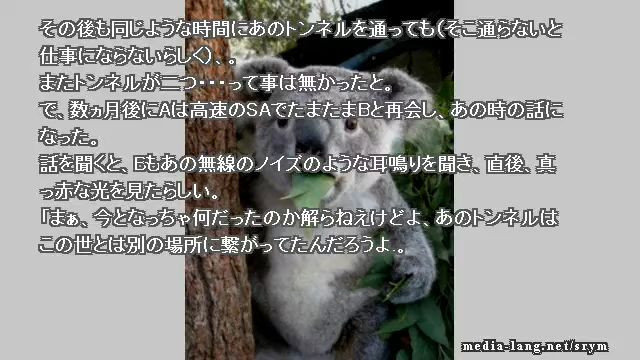 その後も同じような時間にあのトンネルを通っても（そこ通らないと
仕事にならないらしく）、。
またトンネルが二つ・・・って事は無かったと。
で、数ヵ月後にAは高速のSAでたまたまBと再会し、あの時の話に
なった。
話を聞くと、Bもあの無線のノイズのような耳鳴りを聞き、直後、真
っ赤な光を見たらしい。
「まぁ、今となっちゃ何だったのか解らねえけどよ、あのトンネルは
この世とは別の場所に繋がってたんだろうよ.。
media-lang.net/srym